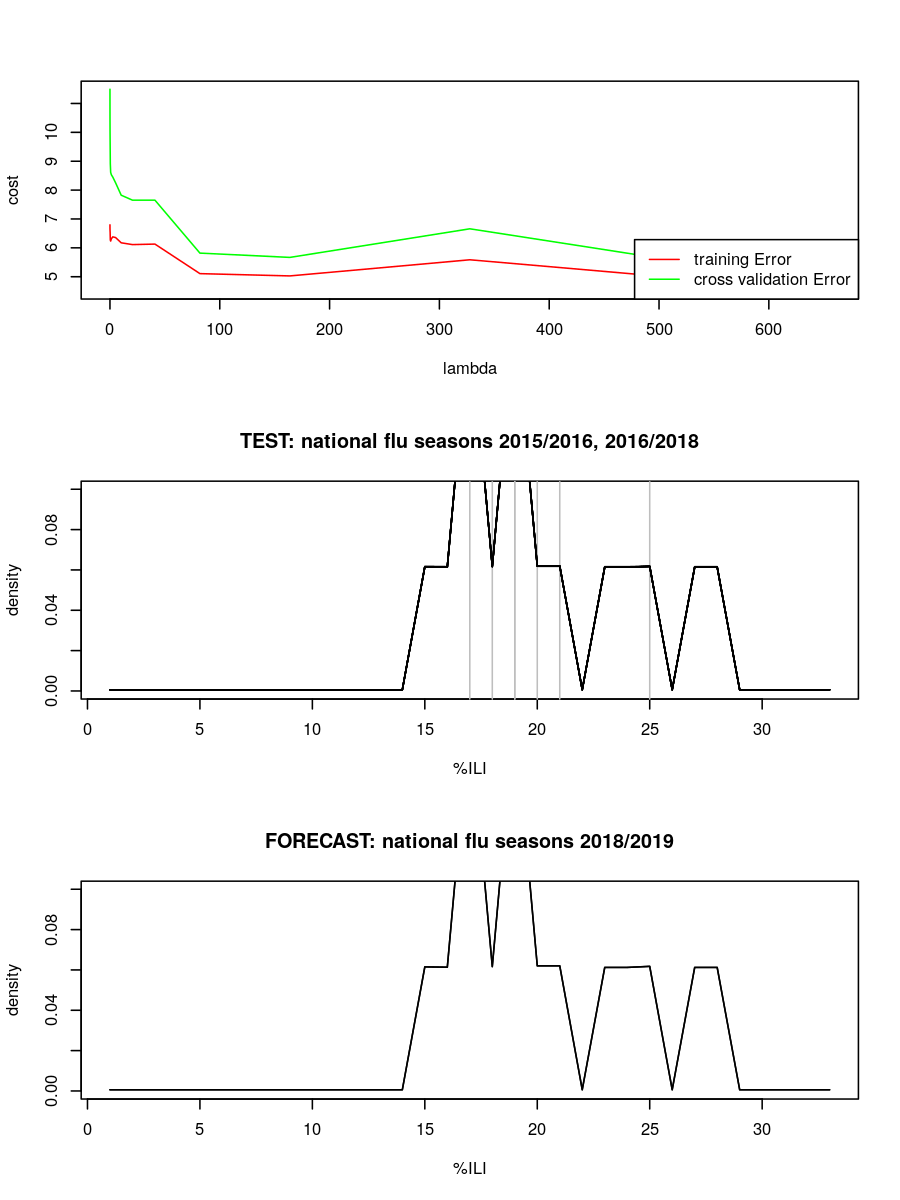 cost
5 6 7 8 9 10
training Error
cross validation Error
0 100 200 300 400 500 600
lambda
TEST: national flu seasons 2015/2016, 2016/2018
density
0.00 0.04 0.08
0 5 10 15 20 25 30
%ILI
FORECAST: national flu seasons 2018/2019
density
0.00 0.04 0.08
0 5 10 15 20 25 30
%ILI